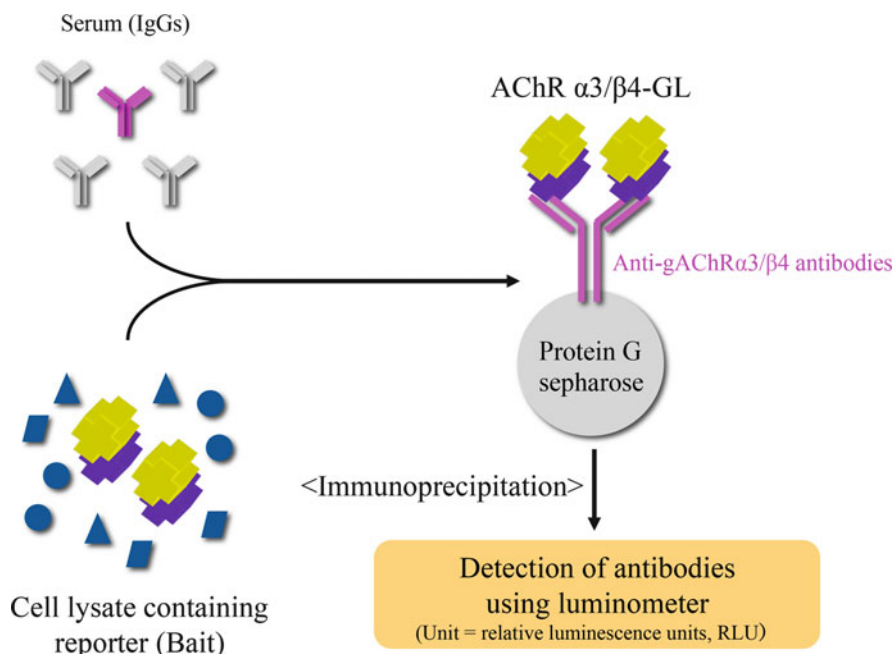 Serum (IgGs)
AChR α3/β4-GL
Anti-gAChRα3/β4 antibodies
Protein G
sepharose
<Immunoprecipitation>
Cell lysate containing
reporter (Bait)
Detection of antibodies
using luminometer
(Unit = relative luminescence units, RLU)